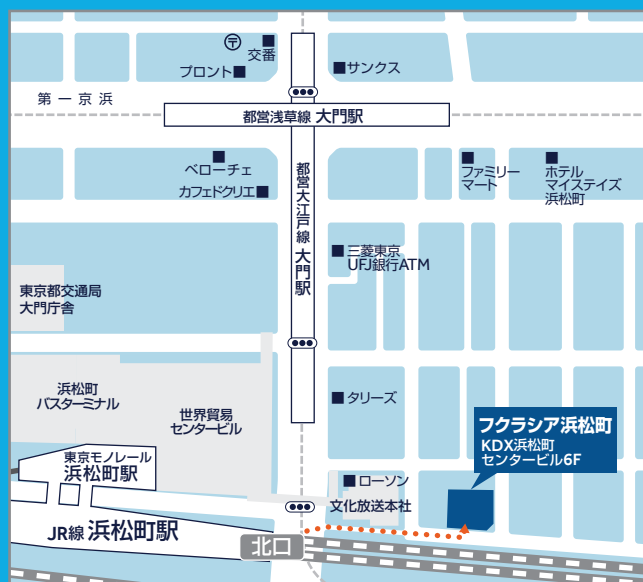 〒
交番
プロント
サンクス
第一京浜
都営浅草線 大門駅
ベローチェ
カフェドクリエ
都営大江戸線 大門駅
ファミリー
マート
ホテル
マイステイズ
浜松町
三菱東京
UFJ銀行ATM
東京都交通局
大門庁舎
浜松町
バスターミナル
世界貿易
センタービル
タリーズ
フクラシア浜松町
KDX浜松町
センタービル6F
東京モノレール
浜松町駅
ローソン
文化放送本社
JR線 浜松町駅
北口